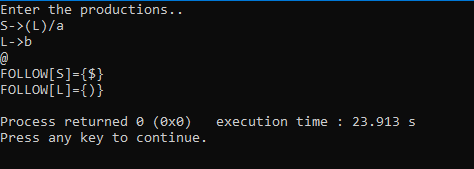 Enter the productions..
S->(L)/a
L->b
@
FOLLOW[S]={$}
FOLLOW[L]={)}
Process returned 0 (0x0)   execution time : 23.913 s
Press any key to continue.